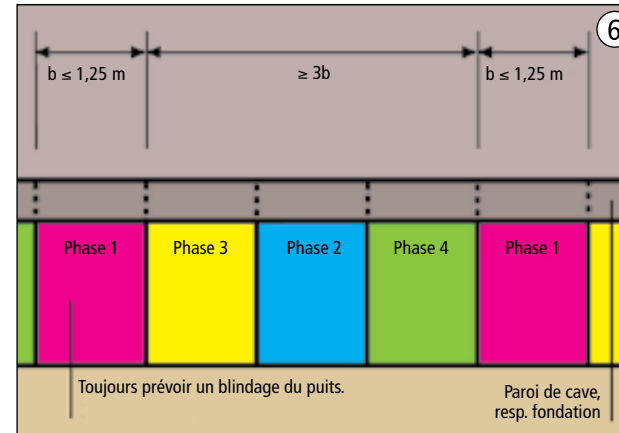 6
b ≤ 1,25 m
≥ 3b
b ≤ 1,25 m
Phase 1
Phase 3
Phase 2
Phase 4
Phase 1
Toujours prévoir un blindage du puits.
Paroi de cave,
resp. fondation